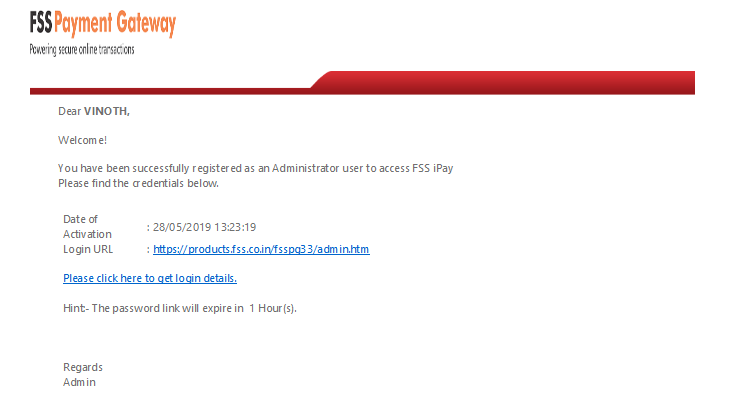 FSS Payment Gateway
Powering secure online transactions
Dear VINOTH,
Welcome!
You have been successfully registered as an Administrator user to access FSS iPay
Please find the credentials below.
Date of
Activation : 28/05/2019 13:23:19
Login URL : https://products.fss.co.in/fsspg33/admin.htm
Please click here to get login details.
Hint:- The password link will expire in 1 Hour(s).
Regards
Admin